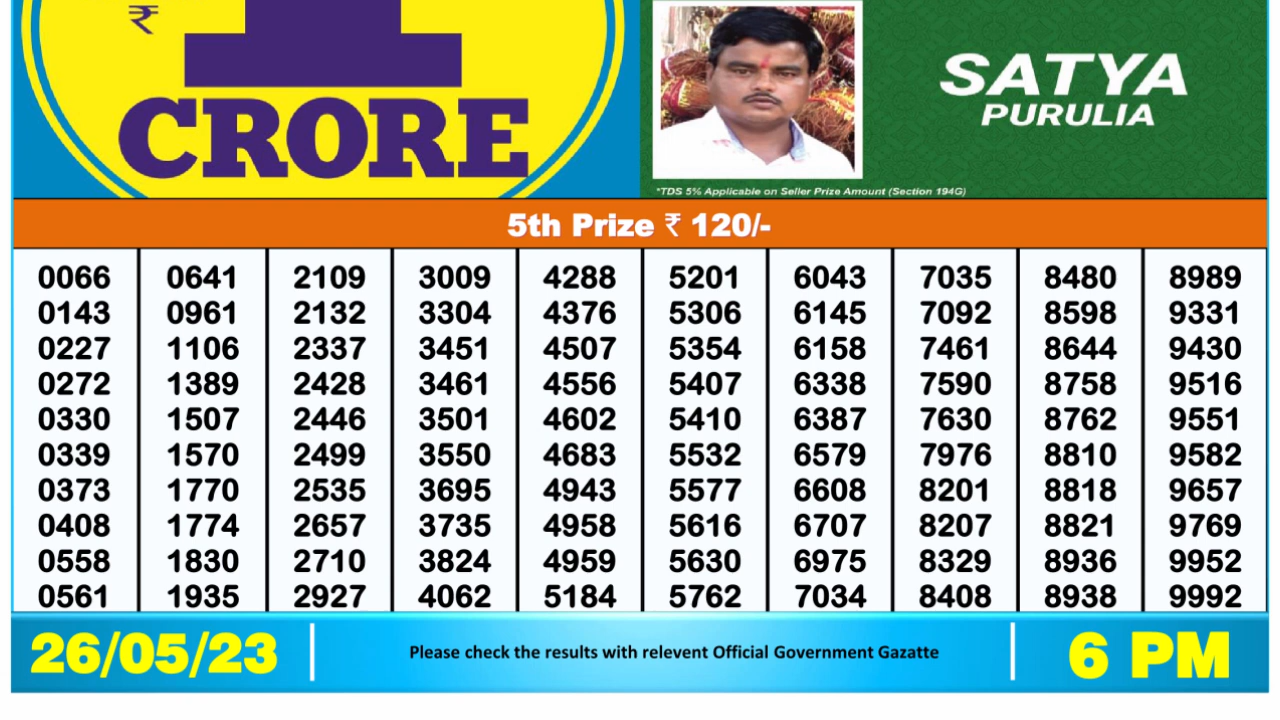 ₹ 1
CRORE
SATYA
PURULIA
*TDS 5% Applicable on Seller Prize Amount (Section 194G)
5th Prize ₹ 120/-
0066 0641 2109 3009 4288 5201 6043 7035 8480 8989
0143 0961 2132 3304 4376 5306 6145 7092 8598 9331
0227 1106 2337 3451 4507 5354 6158 7461 8644 9430
0272 1389 2428 3461 4556 5407 6338 7590 8758 9516
0330 1507 2446 3501 4602 5410 6387 7630 8762 9551
0339 1570 2499 3550 4683 5532 6579 7976 8810 9582
0373 1770 2535 3695 4943 5577 6608 8201 8818 9657
0408 1774 2657 3735 4958 5616 6707 8207 8821 9769
0558 1830 2710 3824 4959 5630 6975 8329 8936 9952
0561 1935 2927 4062 5184 5762 7034 8408 8938 9992
26/05/23
Please check the results with relevent Official Government Gazatte
6 PM